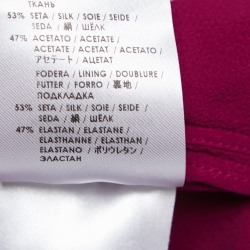 ТКАНЬ
53% SETA / SILK / SOIE / SEIDE /
SEDA / 絹 / ШЁЛК
47% ACETATO / ACETATE /
ACETATE / ACETAT / ACETATO /
アセテート / АЦЕТАТ
FODERA / LINING / DOUBLURE /
FUTTER / FORRO / 裏地 /
ПОДКЛАДКА
53% SETA / SILK / SOIE / SEIDE /
SEDA / 絹 / ШЁЛК
47% ELASTAN / ELASTANE /
ELASTHANNE / ELASTHAN /
ELASTANO / ポリウレタン /
ЭЛАСТАН